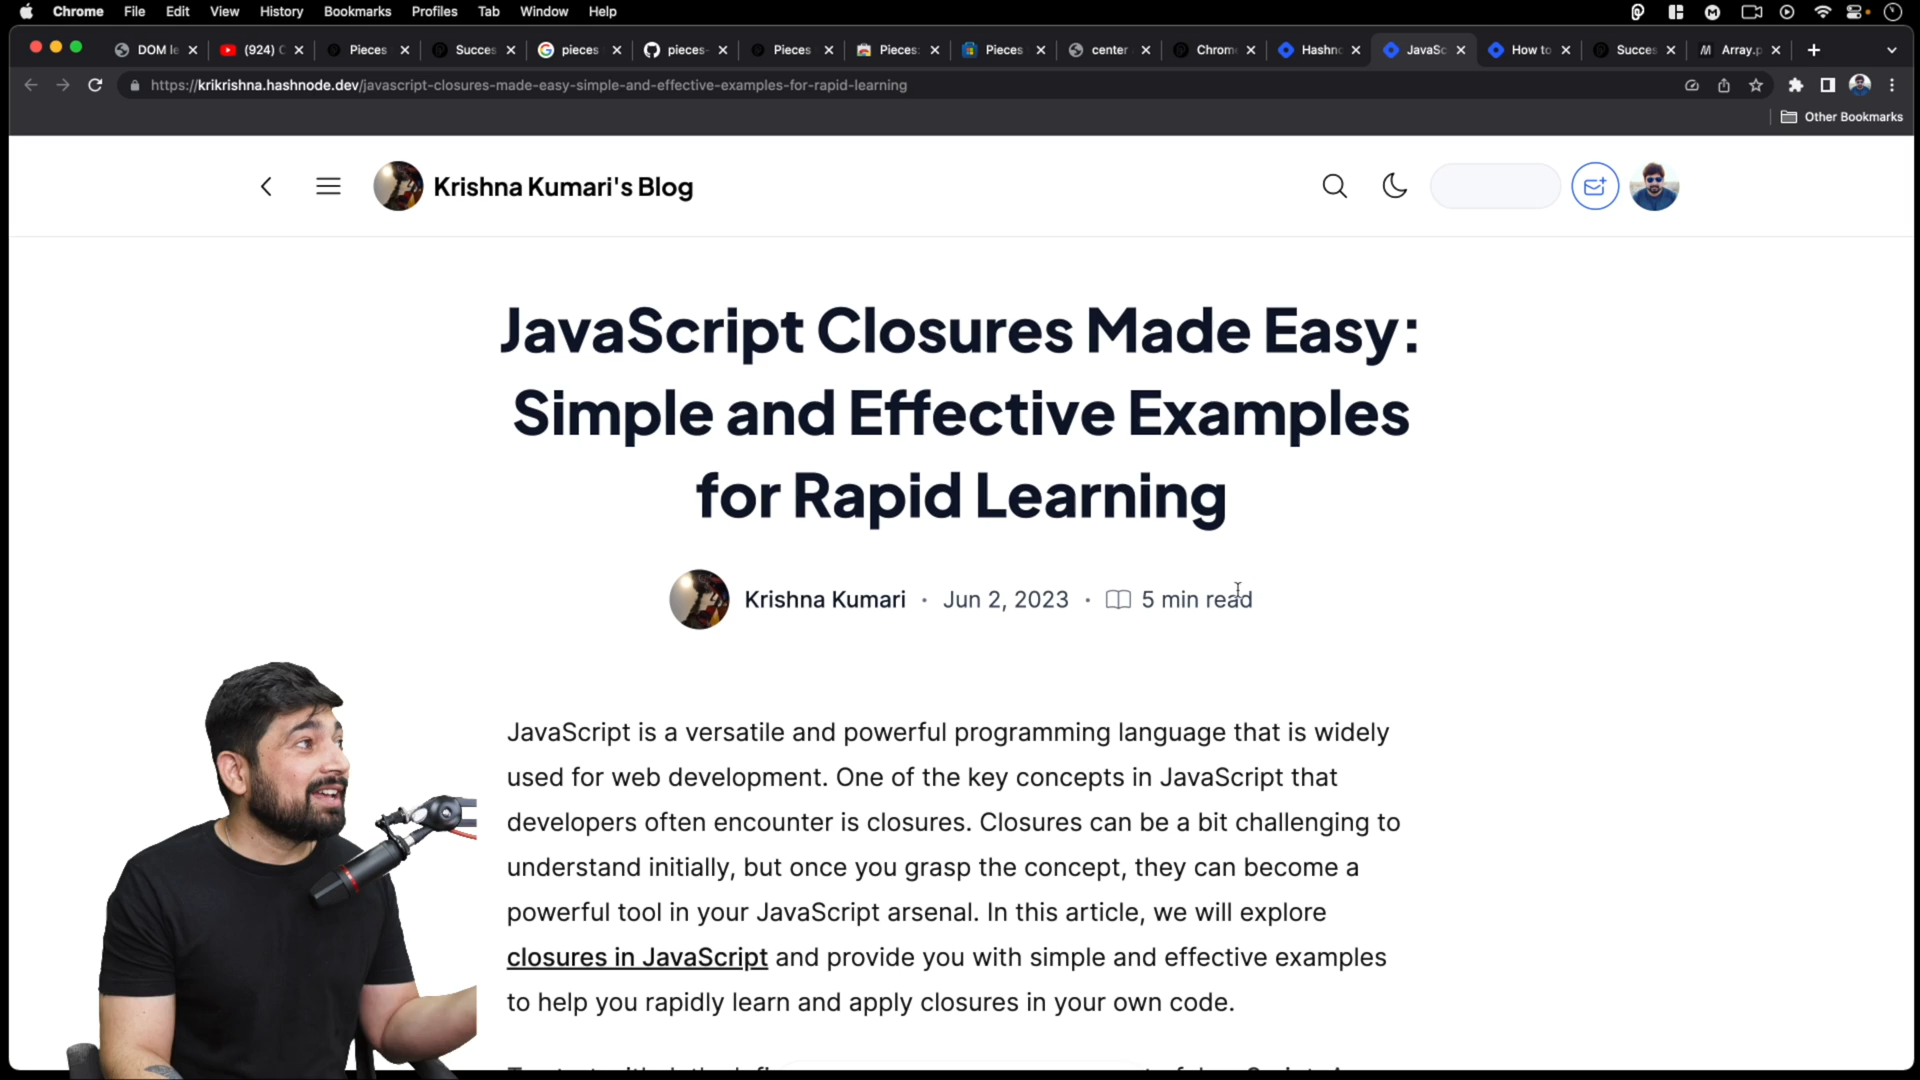 Chrome File Edit View History Bookmarks Profiles Tab Window Help
DOM le (924) C Pieces Succes pieces pieces- Pieces Pieces: Pieces center Chrome Hashno JavaSc How to Succes Array.p
https://krikrishna.hashnode.dev/javascript-closures-made-easy-simple-and-effective-examples-for-rapid-learning
Other Bookmarks
Krishna Kumari's Blog
JavaScript Closures Made Easy:
Simple and Effective Examples
for Rapid Learning
Krishna Kumari · Jun 2, 2023 · 5 min read
JavaScript is a versatile and powerful programming language that is widely
used for web development. One of the key concepts in JavaScript that
developers often encounter is closures. Closures can be a bit challenging to
understand initially, but once you grasp the concept, they can become a
powerful tool in your JavaScript arsenal. In this article, we will explore
closures in JavaScript and provide you with simple and effective examples
to help you rapidly learn and apply closures in your own code.